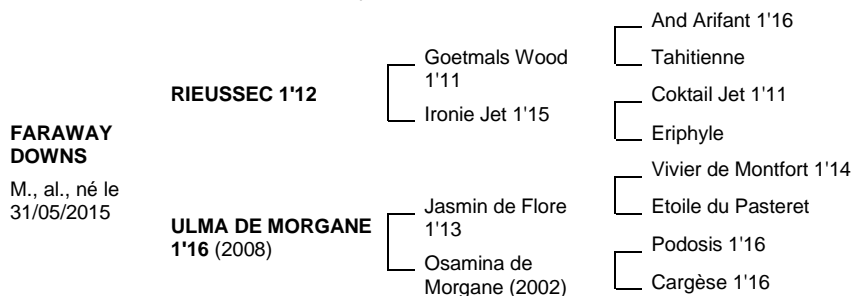 And Arifant 1'16
Goetmals Wood
1'11
Tahitienne
RIEUSSEC 1'12
Ironie Jet 1'15
Coktail Jet 1'11
Eriphyle
FARAWAY
DOWNS
M., al., né le
31/05/2015
Vivier de Montfort 1'14
Jasmin de Flore
1'13
Etoile du Pasteret
ULMA DE MORGANE
1'16 (2008)
Osamina de
Morgane (2002)
Podosis 1'16
Cargèse 1'16